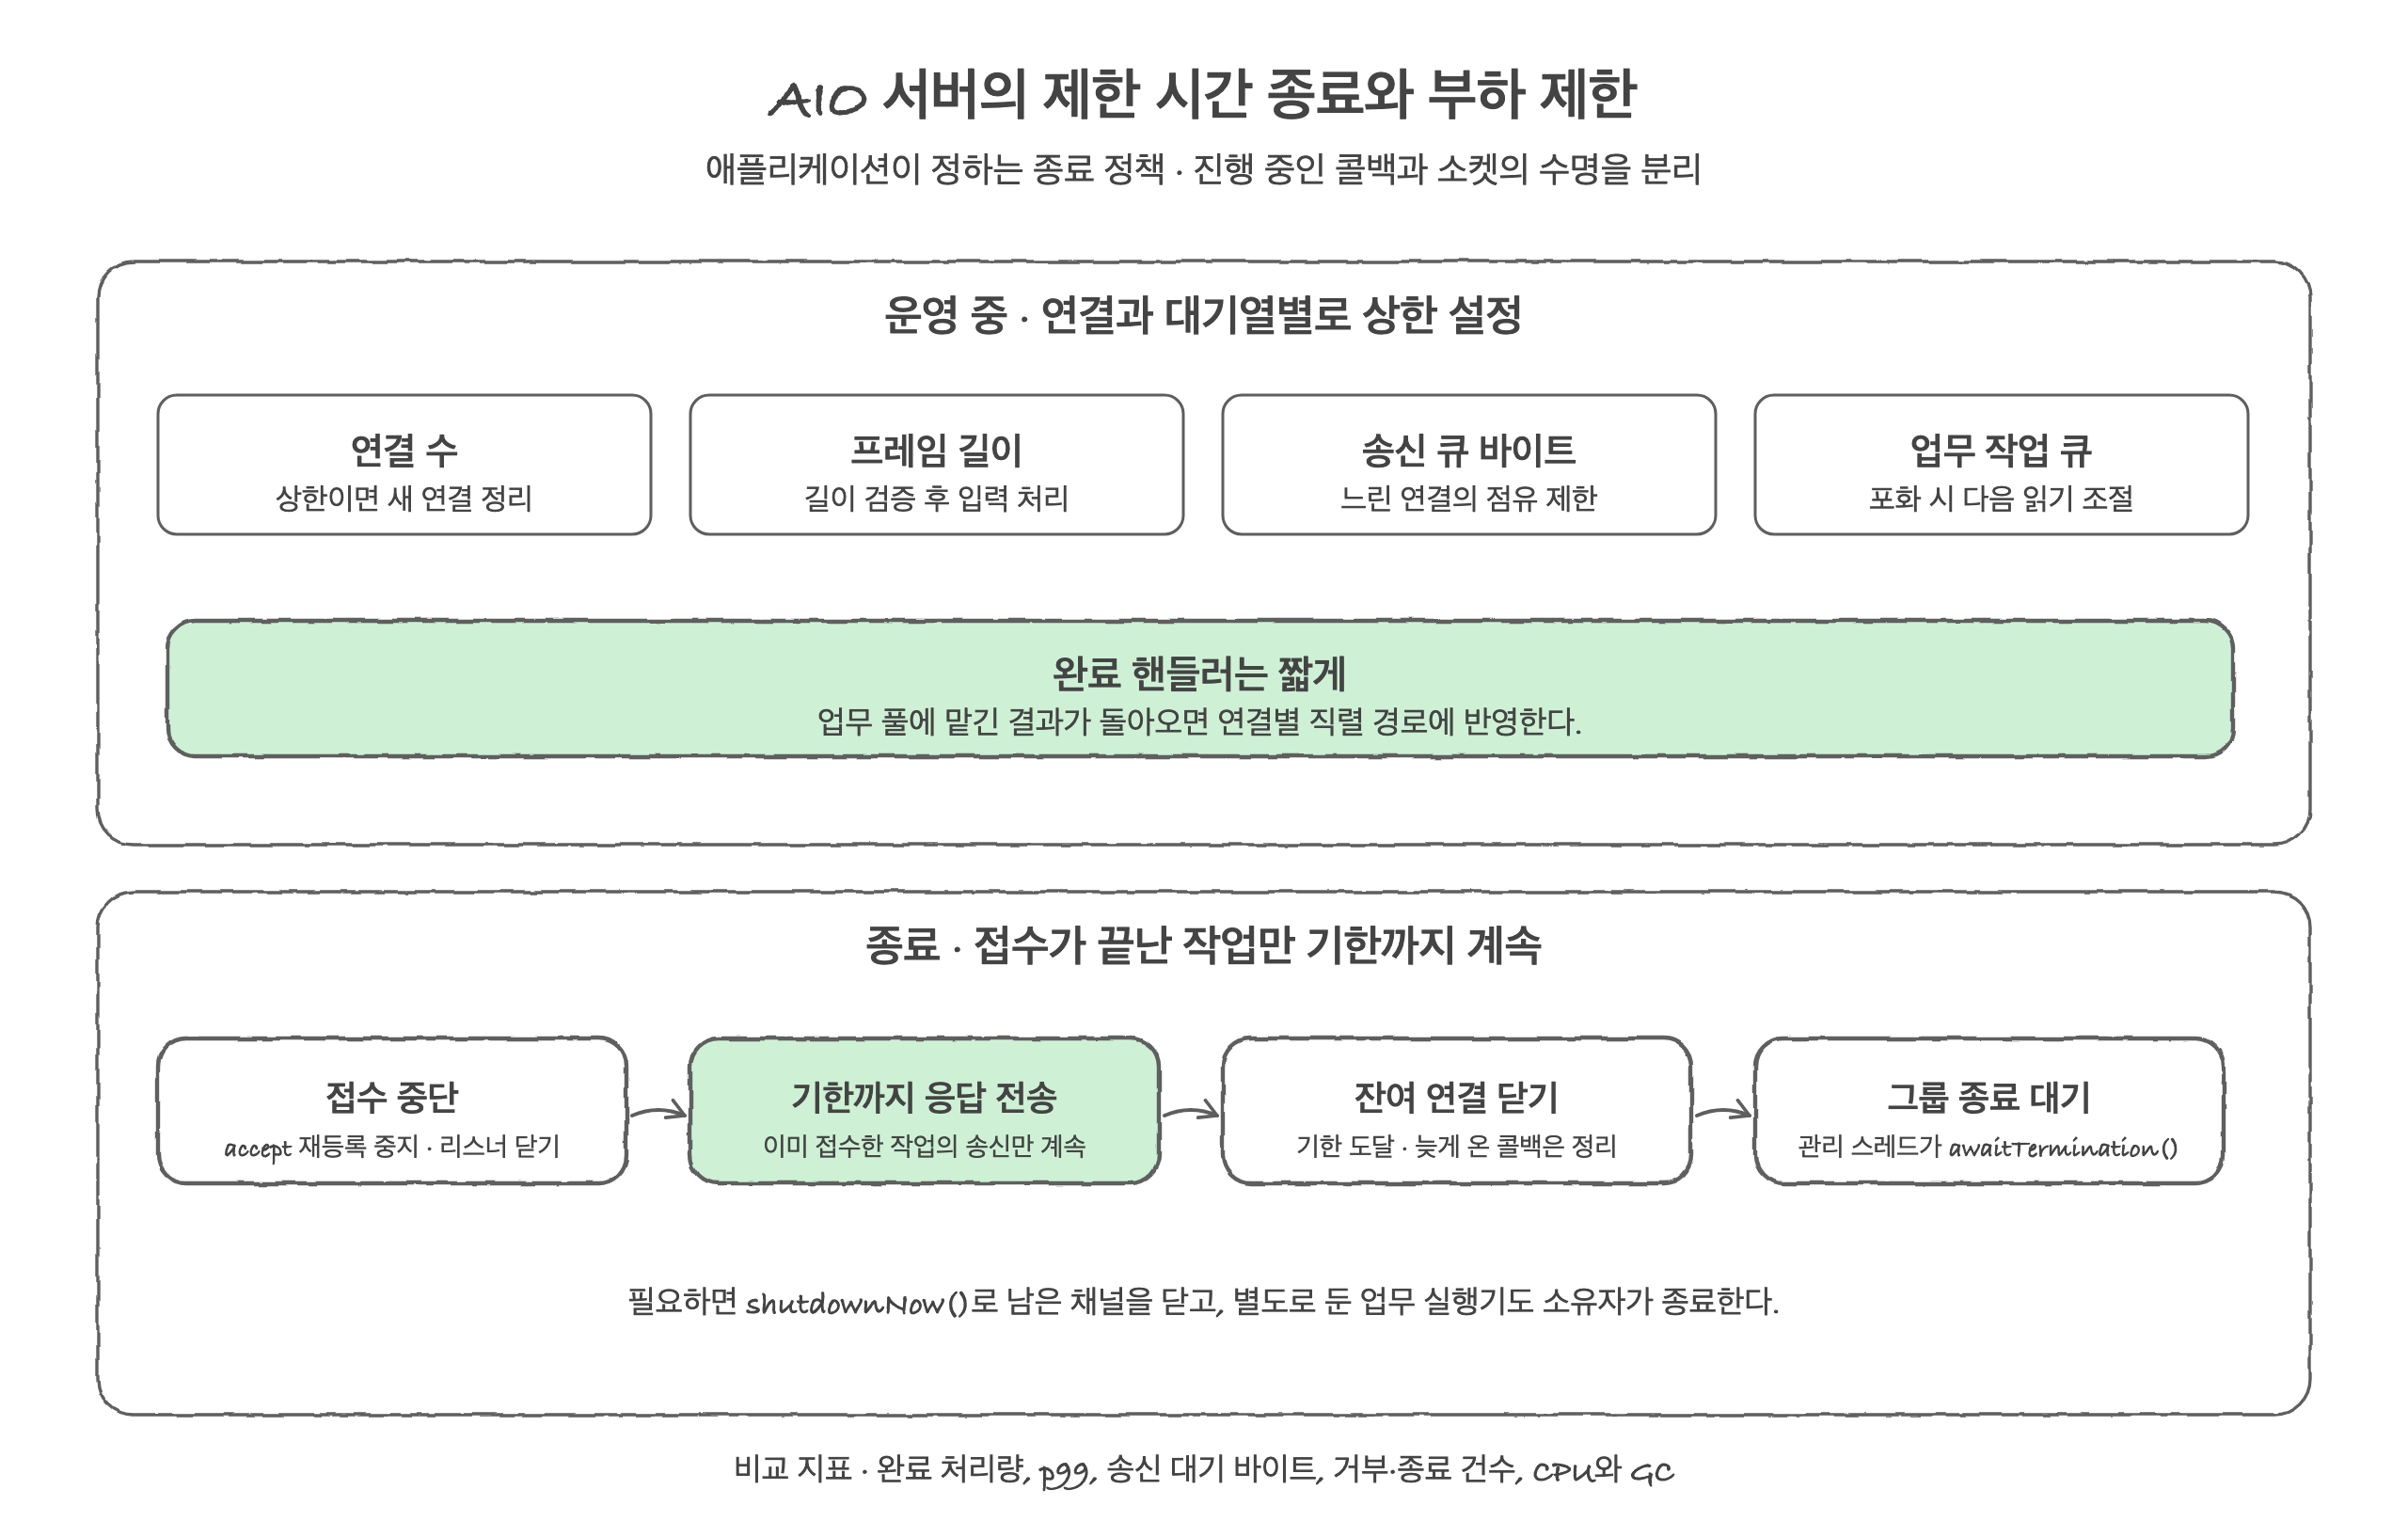 AIO 서버의 제한 시간 종료와 부하 제한
애플리케이션이 정하는 종료 정책 · 진행 중인 콜백과 소켓의 수명을 분리
운영 중 · 연결과 대기열별로 상한 설정
연결 수
상한이면 새 연결 정리
프레임 길이
길이 검증 후 입력 처리
송신 큐 바이트
느린 연결의 점유 제한
업무 작업 큐
포화 시 다음 읽기 조절
완료 핸들러는 짧게
업무 풀에 맡긴 결과가 돌아오면 연결별 직렬 경로에 반영한다.
종료 · 접수가 끝난 작업만 기한까지 계속
접수 중단
accept 재등록 중지 · 리스너 닫기
기한까지 응답 전송
이미 접수한 작업의 송신만 계속
잔여 연결 닫기
기한 도달 · 늦게 온 콜백은 정리
그룹 종료 대기
관리 스레드가 awaitTermination()
필요하면 shutdownNow()로 남은 채널을 닫고, 별도로 둔 업무 실행기도 소유자가 종료한다.
비교 지표 · 완료 처리량, p99, 송신 대기 바이트, 거부·종료 건수, CPU와 GC